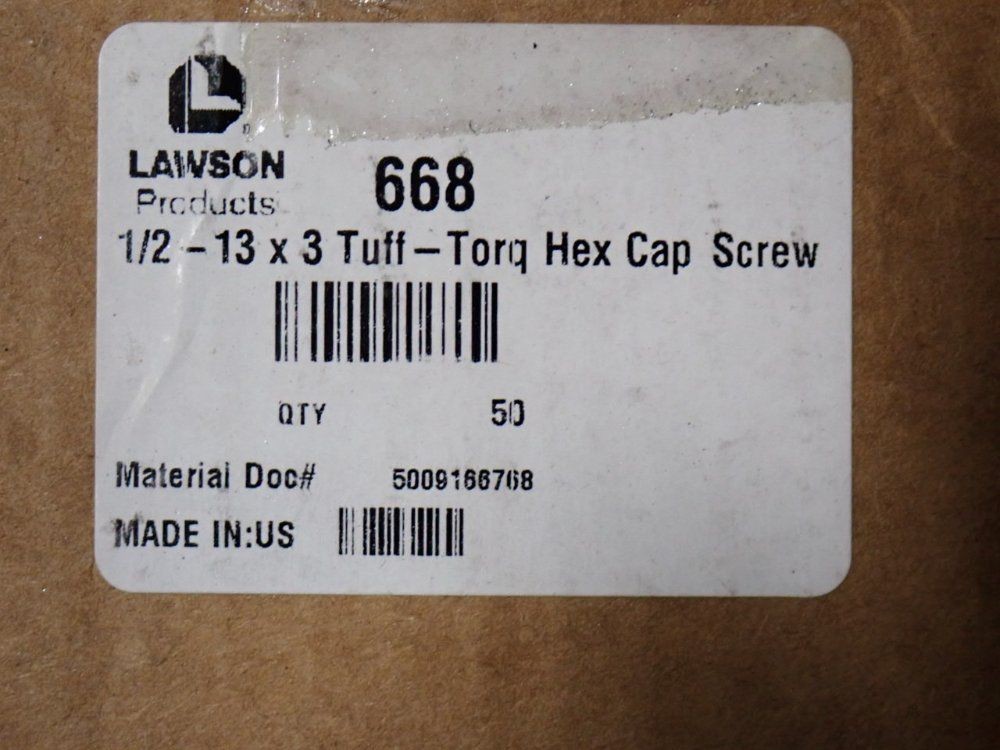 LAWSON
Products
668
1/2-13 x 3 Tuff-Torq Hex Cap Screw
QTY 50
Material Doc# 5009166768
MADE IN:US